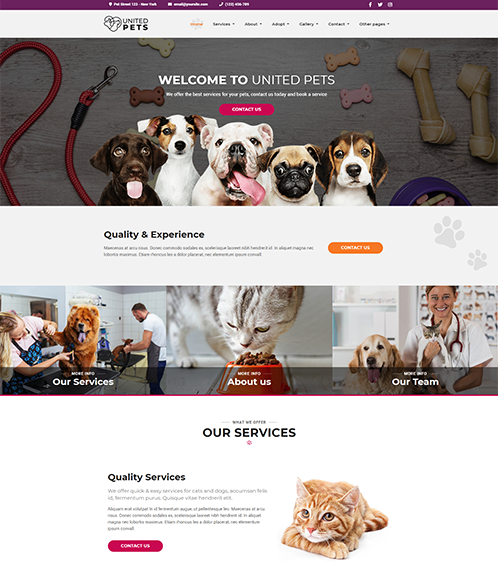 Pet Street 123 - New York
email@yoursite.com
(123) 456-789
UNITED
PETS
Home
Services
About
Adopt
Gallery
Contact
Other pages
WELCOME TO UNITED PETS
We offer the best services for your pets, contact us today and book a service
CONTACT US
Quality & Experience
Maecenas at arcu risus. Donec commodo sodales ex, scelerisque laoreet nibh hendrerit id. In aliquet magna nec
lobortis maximus. Etiam rhoncus leo a dolor placerat, nec elementum ipsum convall.
CONTACT US
MORE INFO
Our Services
MORE INFO
About us
MORE INFO
Our Team
WHAT WE OFFER
OUR SERVICES
Quality Services
We offer quick & easy services for cats and dogs, accumsan felis
id, fermentum purus. Quisque vitae hendrerit elit.
Aliquam erat volutpat In id fermentum augue, ut pellentesque leo. Maecenas at arcu
risus. Donec commodo sodales ex, scelerisque laoreet nibh hendrerit id. In aliquet
magna nec lobortis maximus. Etiam rhoncus leo a dolor placerat, nec elementum ipsum
convall.
CONTACT US